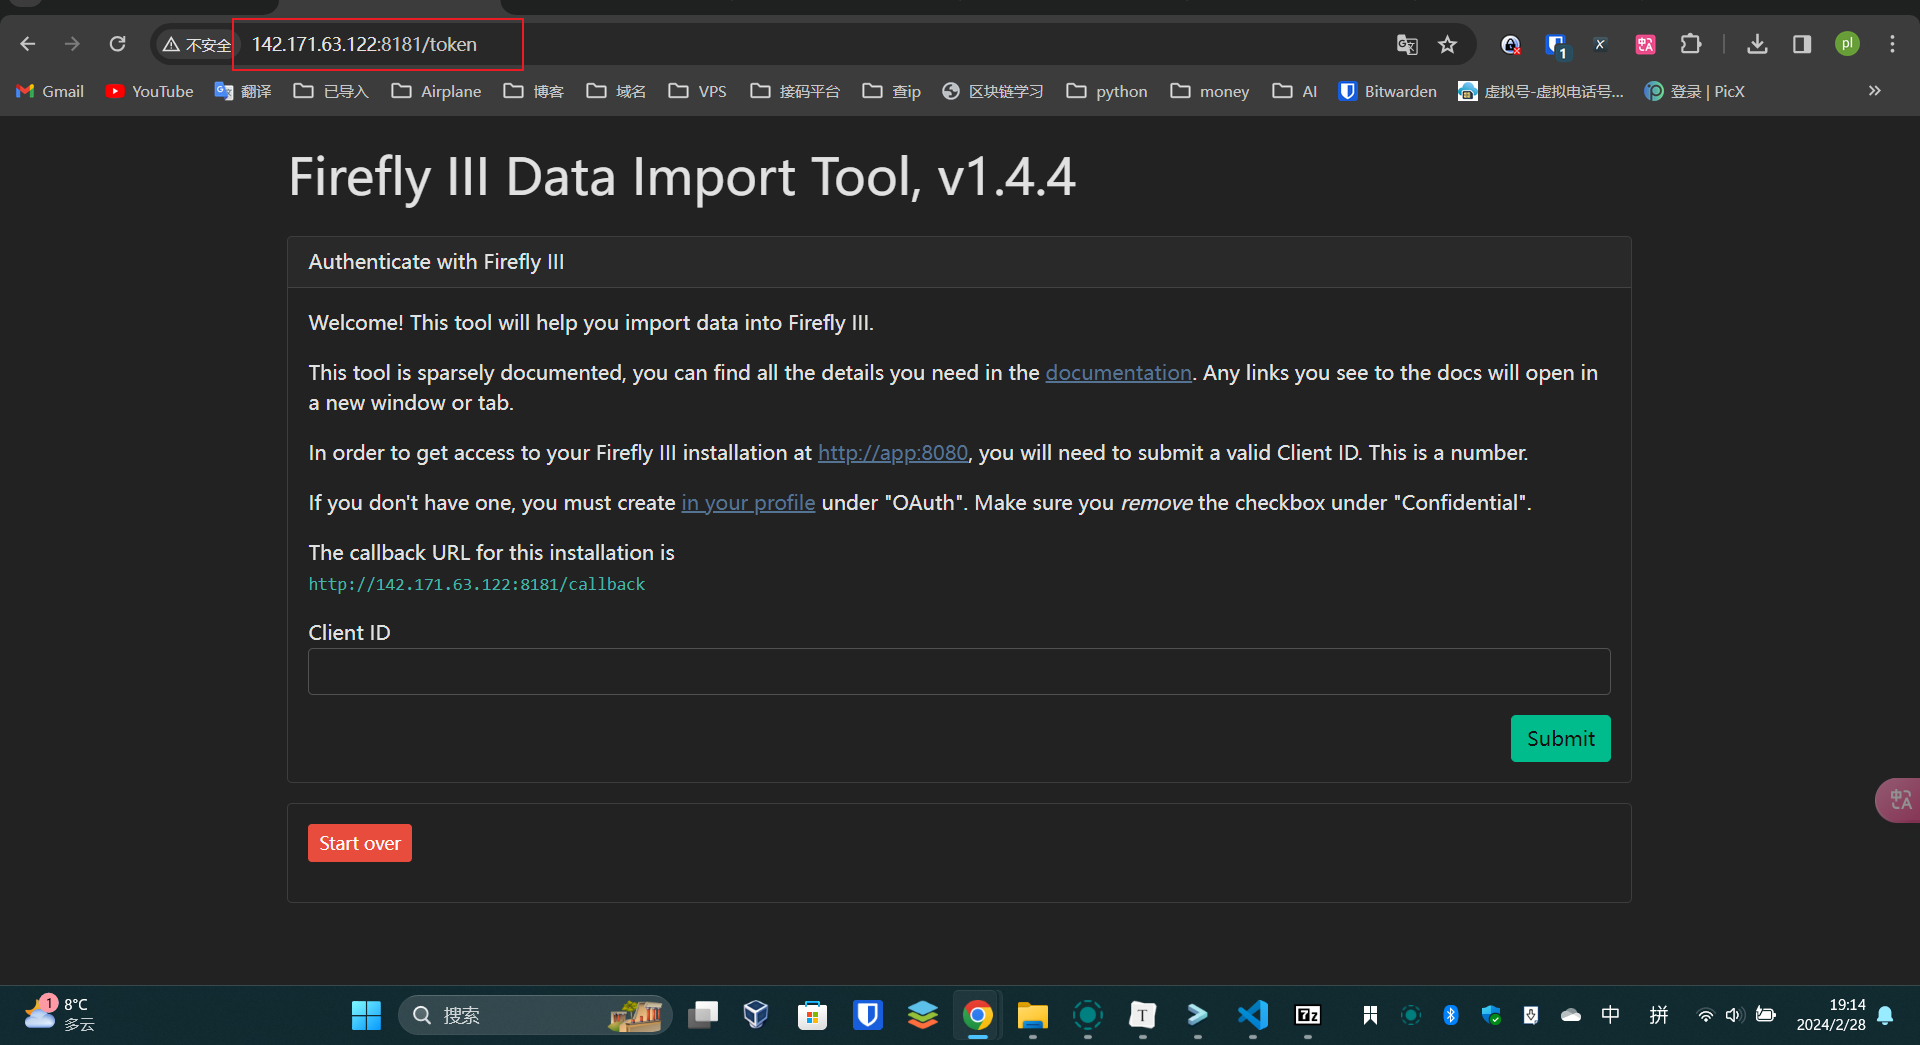 不安全
142.171.63.122:8181/token
1
pl
Gmail
YouTube
翻译
已导入
Airplane
博客
域名
VPS
接码平台
查ip
区块链学习
python
money
AI
Bitwarden
虚拟号-虚拟电话号...
登录 | PicX
Firefly III Data Import Tool, v1.4.4
Authenticate with Firefly III
Welcome! This tool will help you import data into Firefly III.
This tool is sparsely documented, you can find all the details you need in the documentation. Any links you see to the docs will open in
a new window or tab.
In order to get access to your Firefly III installation at http://app:8080, you will need to submit a valid Client ID. This is a number.
If you don't have one, you must create in your profile under "OAuth". Make sure you remove the checkbox under "Confidential".
The callback URL for this installation is
http://142.171.63.122:8181/callback
Client ID
Submit
Start over
1
8°C
多云
搜索
T
7z
中
拼
19:14
2024/2/28